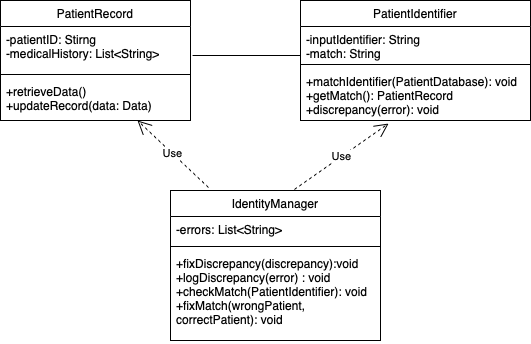 PatientRecord
-patientID: Stirng
-medicalHistory: List<String>
+retrieveData()
+updateRecord(data: Data)
PatientIdentifier
-inputIdentifier: String
-match: String
+matchIdentifier(PatientDatabase): void
+getMatch(): PatientRecord
+discrepancy(error): void
Use
Use
IdentityManager
-errors: List<String>
+fixDiscrepancy(discrepancy):void
+logDiscrepancy(error) : void
+checkMatch(PatientIdentifier): void
+fixMatch(wrongPatient,
correctPatient): void